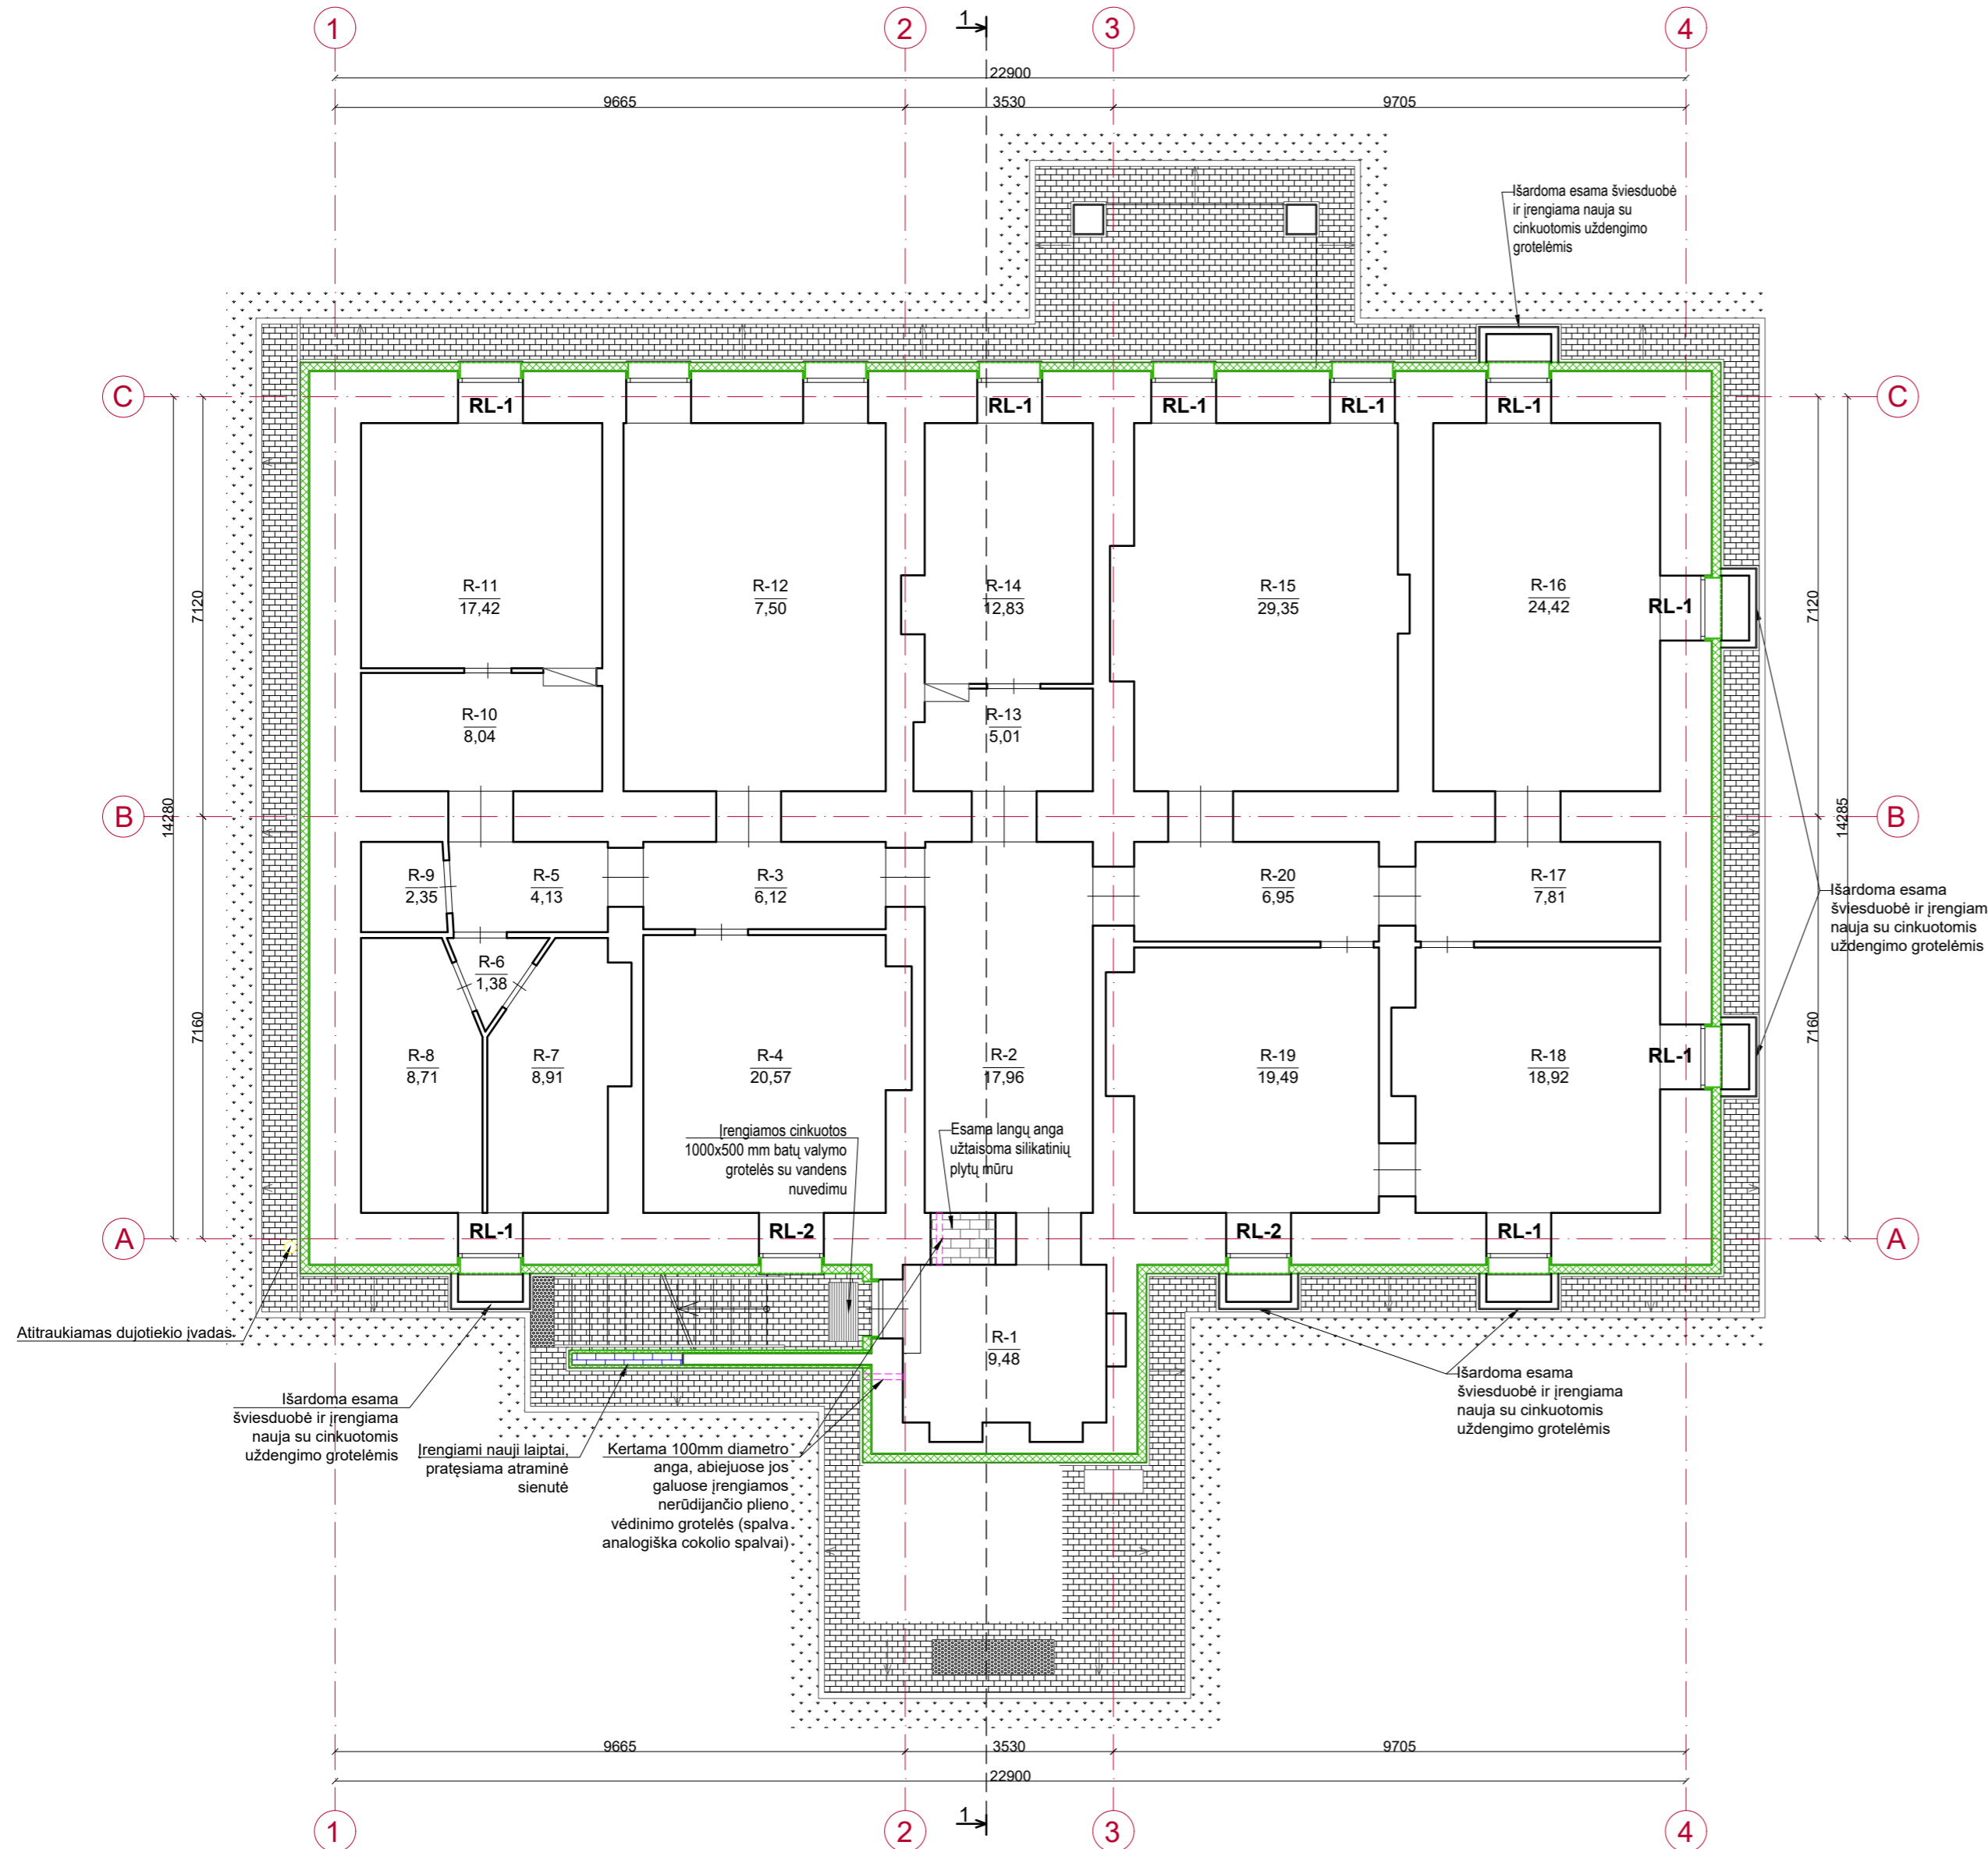 1
2
1
3
4
22900
9665
3530
9705
Išardoma esama šviesduobė
ir įrengiama nauja su
cinkuotomis uždengimo
grotelėmis
C
RL-1
RL-1
RL-1
RL-1
RL-1
C
7120
14280
R-11
17,42
R-12
7,50
R-14
12,83
R-15
29,35
R-16
24,42
RL-1
7120
14285
R-10
8,04
R-13
5,01
B
B
R-9
2,35
R-5
4,13
R-3
6,12
R-20
6,95
R-17
7,81
Išardoma esama
šviesduobė ir įrengiam
nauja su cinkuotomis
uždengimo grotelėmis
R-6
1,38
7160
R-8
8,71
R-7
8,91
R-4
20,57
R-2
17,96
R-19
19,49
R-18
18,92
RL-1
7160
Įrengiamos cinkuotos
1000x500 mm batų valymo
grotelės su vandens
nuvedimu
Esama langų anga
užtaisoma silikatinių
plytų mūru
A
RL-1
RL-2
RL-2
RL-1
A
Atitraukiamas dujotiekio įvadas
R-1
9,48
Išardoma esama
šviesduobė ir įrengiama
nauja su cinkuotomis
uždengimo grotelėmis
Įrengiami nauji laiptai,
pratęsiama atraminė
sienutė
Kertama 100mm diametro
anga, abiejuose jos
galuose įrengiamos
nerūdijančio plieno
vėdinimo grotelės (spalva
analogiška cokolio spalvai)
Išardoma esama
šviesduobė ir įrengiama
nauja su cinkuotomis
uždengimo grotelėmis
9665
3530
9705
22900
1
1
2
3
4